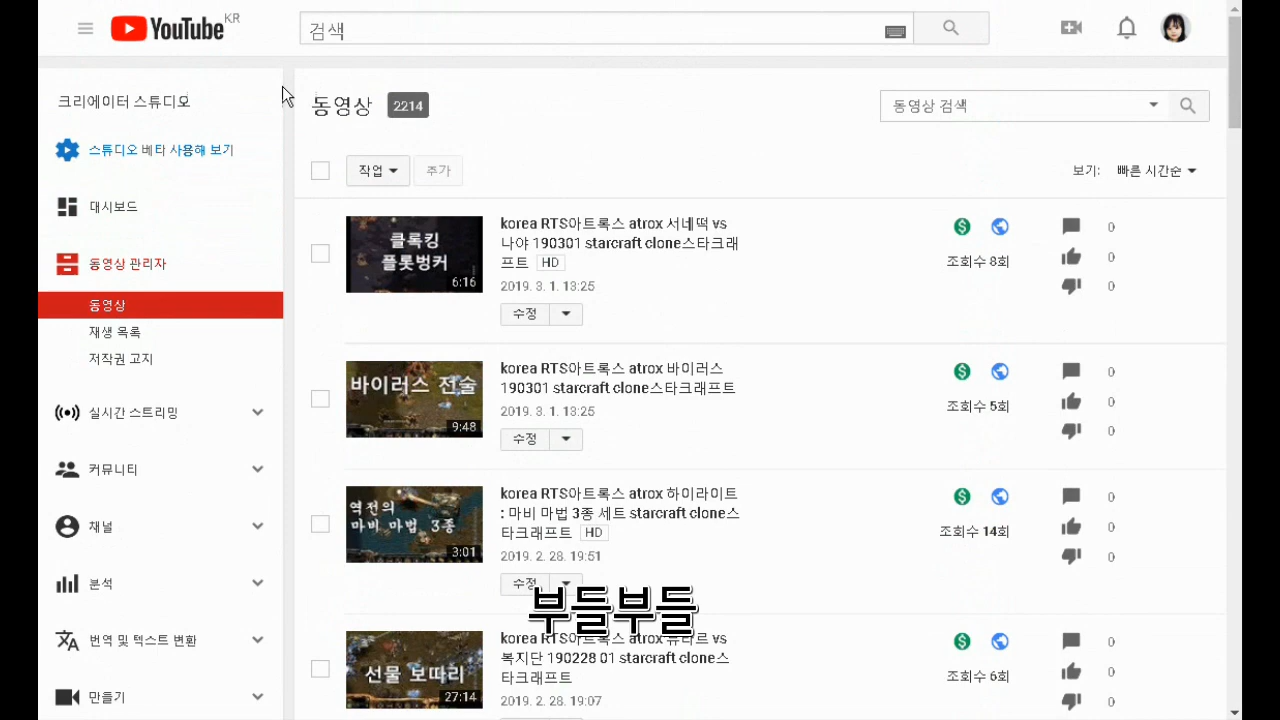 YouTube KR
검색
크리에이터 스튜디오
동영상 2214
동영상 검색
스튜디오 베타 사용해 보기
작업
추가
보기: 빠른 시간순
대시보드
동영상 관리자
동영상
재생 목록
저작권 고지
실시간 스트리밍
커뮤니티
채널
분석
번역 및 텍스트 변환
만들기
클록킹
플롯벙커
6:16
korea RTS아트록스 atrox 서네떡 vs
나야 190301 starcraft clone스타크래
프트 HD
2019. 3. 1. 13:25
수정
조회수 8회
0
0
0
바이러스 전술
9:48
korea RTS아트록스 atrox 바이러스
190301 starcraft clone스타크래프트
2019. 3. 1. 13:25
수정
조회수 5회
0
0
0
역전의
마비 마법 3종
3:01
korea RTS아트록스 atrox 하이라이트
: 마비 마법 3종 세트 starcraft clone스
타크래프트 HD
2019. 2. 28. 19:51
수정
조회수 14회
0
0
0
부들부들
선물 보따리
27:14
korea RTS아트록스 atrox vs
복지단 190228 01 starcraft clone스
타크래프트
2019. 2. 28. 19:07
조회수 6회
0
0
0